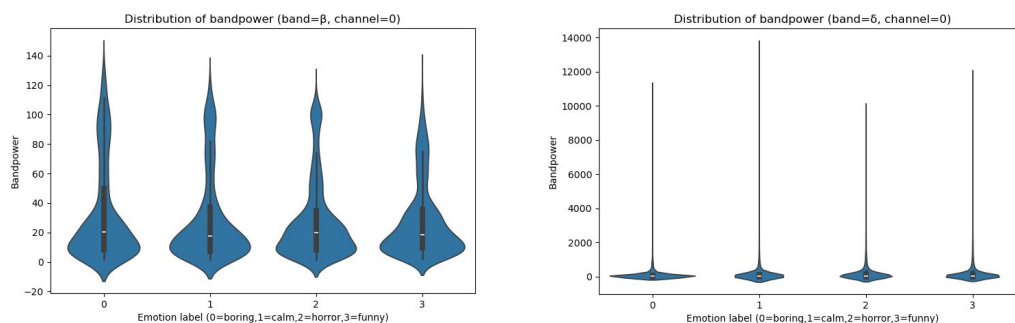 Distribution of bandpower (band=β, channel=0)
Bandpower
140
120
100
80
60
40
20
0
−20
0 1 2 3
Emotion label (0=boring,1=calm,2=horror,3=funny)
Distribution of bandpower (band=δ, channel=0)
Bandpower
14000
12000
10000
8000
6000
4000
2000
0
0 1 2 3
Emotion label (0=boring,1=calm,2=horror,3=funny)